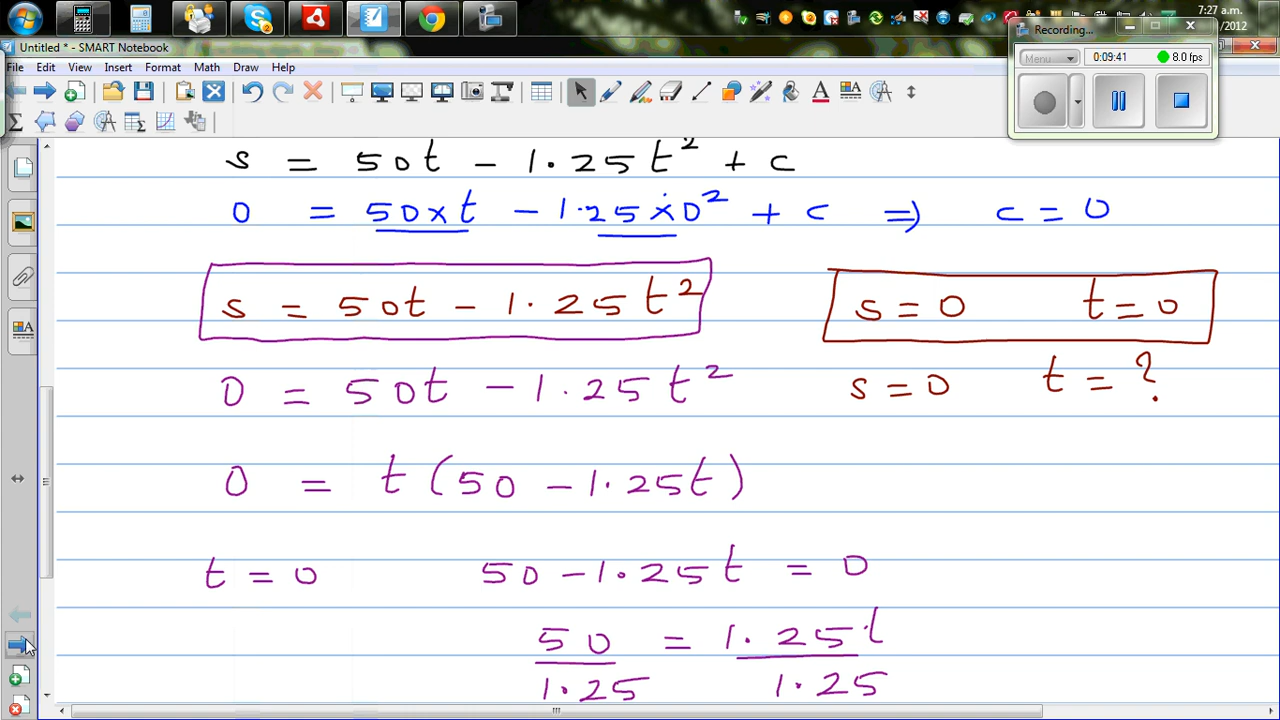 7:27 a.m.
/2012
Untitled * - SMART Notebook
Recording...
File Edit View Insert Format Math Draw Help
Menu 0:09:41 8.0 fps
s = 50t - 1.25t² + c
0 = 50×t - 1.25×0² + c ⇒ c = 0
s = 50t - 1.25t² s = 0 t = 0
0 = 50t - 1.25t² s = 0 t = ?
0 = t(50 - 1.25t)
t = 0 50 - 1.25t = 0
50 = 1.25t
1.25 1.25